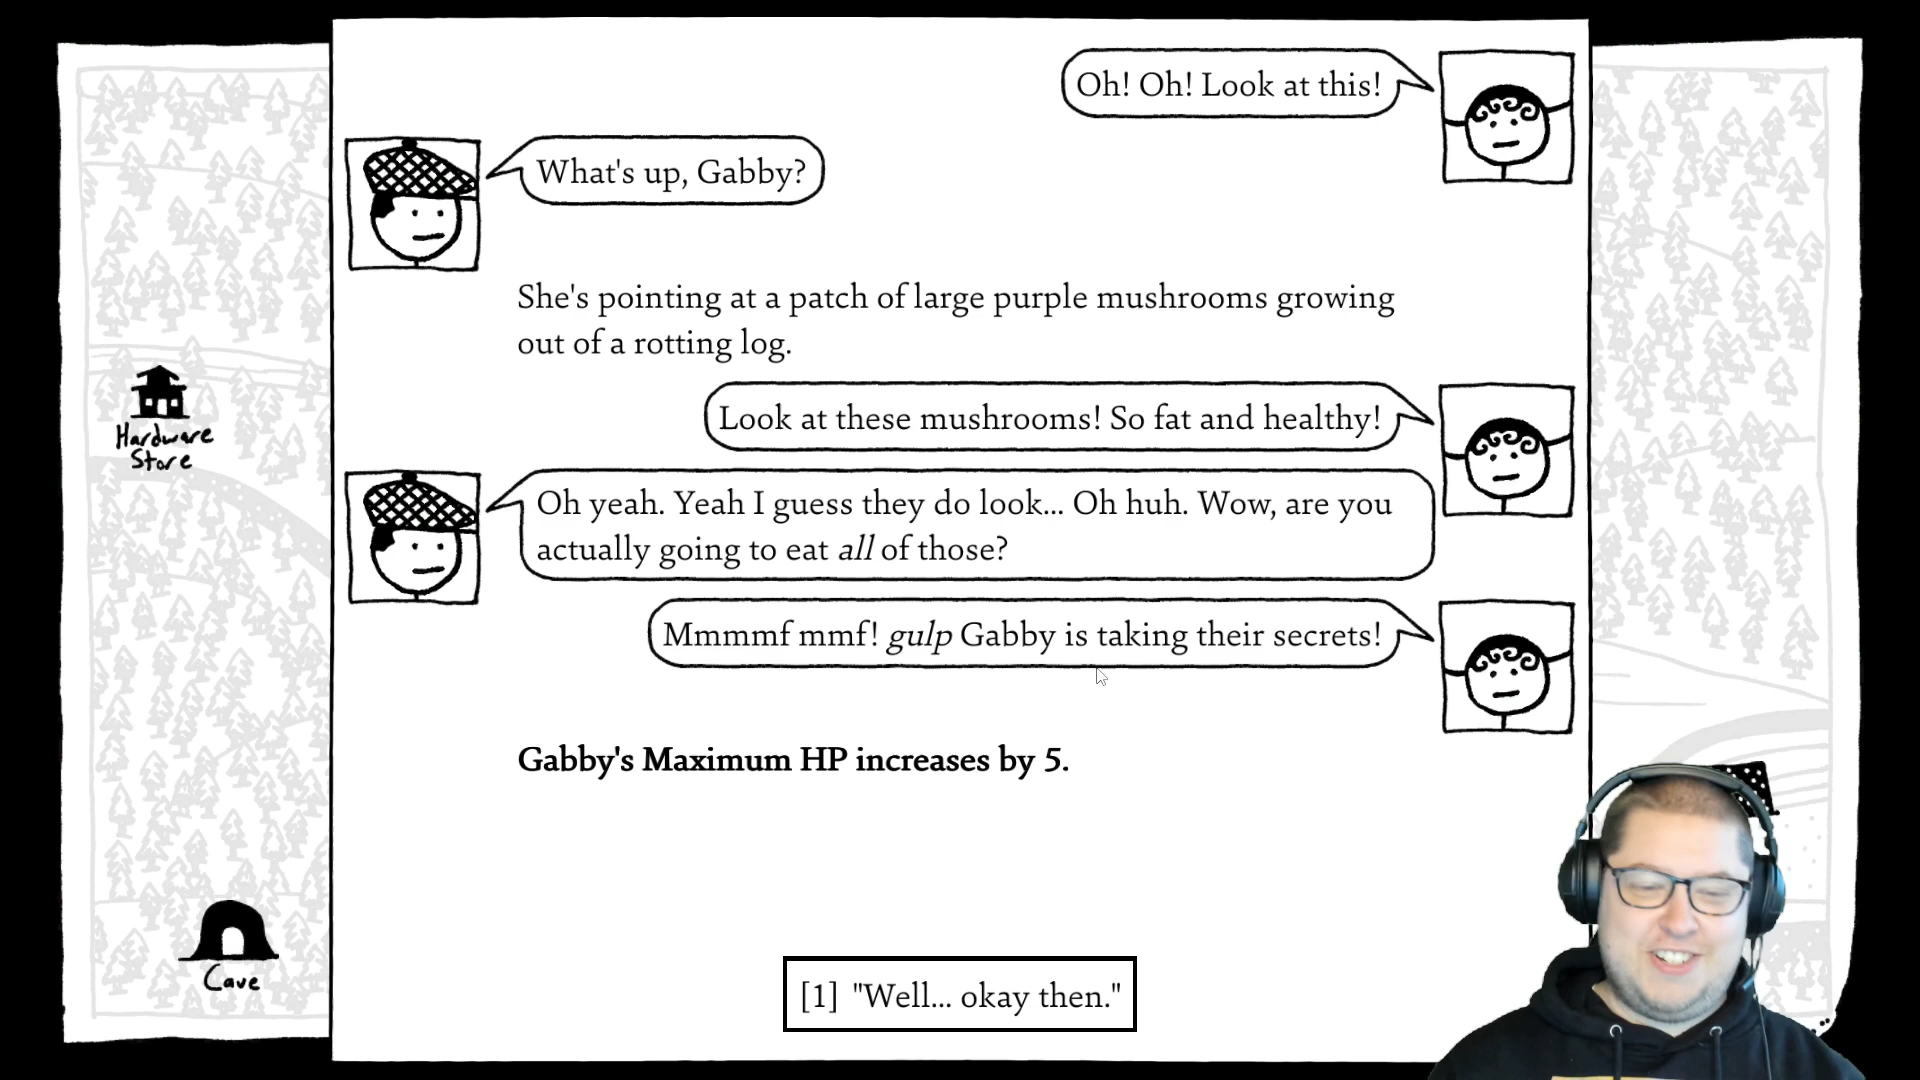 Oh! Oh! Look at this!
What's up, Gabby?
She's pointing at a patch of large purple mushrooms growing
out of a rotting log.
Look at these mushrooms! So fat and healthy!
Oh yeah. Yeah I guess they do look... Oh huh. Wow, are you
actually going to eat all of those?
Mmmmf mmf! gulp Gabby is taking their secrets!
Gabby's Maximum HP increases by 5.
[1] "Well... okay then."
Hardware
Store
Cave